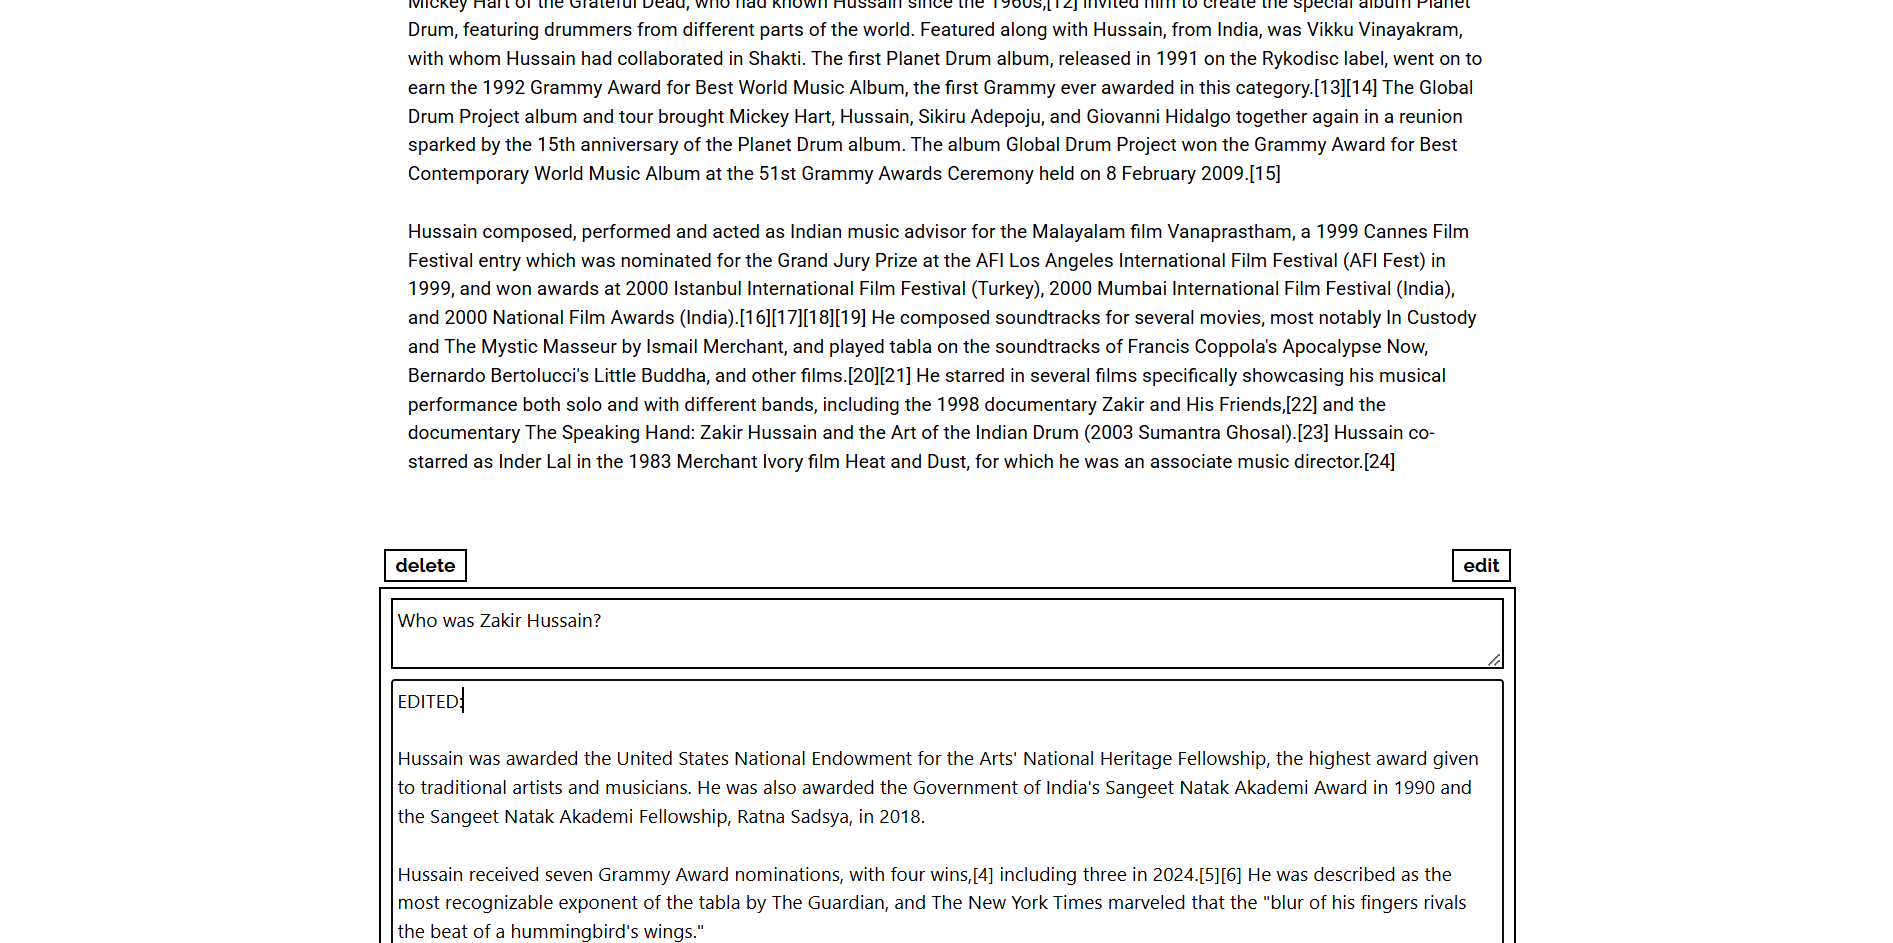 Mickey Hart of the Grateful Dead, who had known Hussain since the 1960s,[12] invited him to create the special album Planet
Drum, featuring drummers from different parts of the world. Featured along with Hussain, from India, was Vikku Vinayakram,
with whom Hussain had collaborated in Shakti. The first Planet Drum album, released in 1991 on the Rykodisc label, went on to
earn the 1992 Grammy Award for Best World Music Album, the first Grammy ever awarded in this category.[13][14] The Global
Drum Project album and tour brought Mickey Hart, Hussain, Sikiru Adepoju, and Giovanni Hidalgo together again in a reunion
sparked by the 15th anniversary of the Planet Drum album. The album Global Drum Project won the Grammy Award for Best
Contemporary World Music Album at the 51st Grammy Awards Ceremony held on 8 February 2009.[15]
Hussain composed, performed and acted as Indian music advisor for the Malayalam film Vanaprastham, a 1999 Cannes Film
Festival entry which was nominated for the Grand Jury Prize at the AFI Los Angeles International Film Festival (AFI Fest) in
1999, and won awards at 2000 Istanbul International Film Festival (Turkey), 2000 Mumbai International Film Festival (India),
and 2000 National Film Awards (India).[16][17][18][19] He composed soundtracks for several movies, most notably In Custody
and The Mystic Masseur by Ismail Merchant, and played tabla on the soundtracks of Francis Coppola's Apocalypse Now,
Bernardo Bertolucci's Little Buddha, and other films.[20][21] He starred in several films specifically showcasing his musical
performance both solo and with different bands, including the 1998 documentary Zakir and His Friends,[22] and the
documentary The Speaking Hand: Zakir Hussain and the Art of the Indian Drum (2003 Sumantra Ghosal).[23] Hussain co-
starred as Inder Lal in the 1983 Merchant Ivory film Heat and Dust, for which he was an associate music director.[24]
delete
edit
Who was Zakir Hussain?
EDITED:
Hussain was awarded the United States National Endowment for the Arts' National Heritage Fellowship, the highest award given
to traditional artists and musicians. He was also awarded the Government of India's Sangeet Natak Akademi Award in 1990 and
the Sangeet Natak Akademi Fellowship, Ratna Sadsya, in 2018.
Hussain received seven Grammy Award nominations, with four wins,[4] including three in 2024.[5][6] He was described as the
most recognizable exponent of the tabla by The Guardian, and The New York Times marveled that the "blur of his fingers rivals
the beat of a hummingbird's wings."